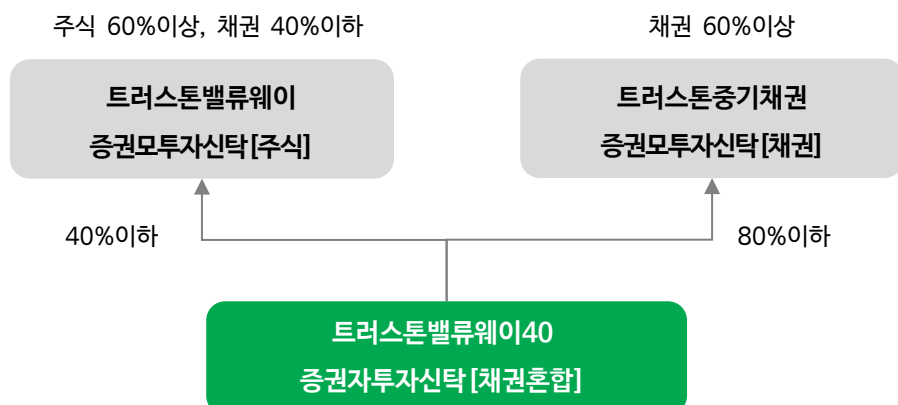 주식 60%이상, 채권 40%이하
채권 60%이상
트러스톤밸류웨이
증권모투자신탁[주식]
트러스톤중기채권
증권모투자신탁[채권]
40%이하
80%이하
트러스톤밸류웨이40
증권자투자신탁[채권혼합]